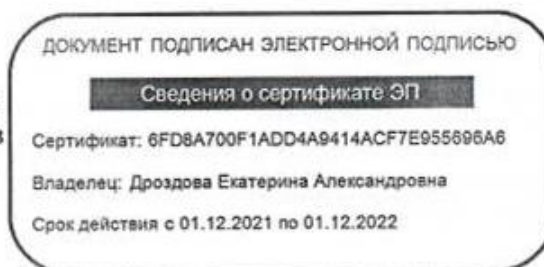 ДОКУМЕНТ ПОДПИСАН ЭЛЕКТРОННОЙ ПОДПИСЬЮ
Сведения о сертификате ЭП
Сертификат: 6FD8A700F1ADD4A9414ACF7E955696A6
Владелец: Дроздова Екатерина Александровна
Срок действия с 01.12.2021 по 01.12.2022